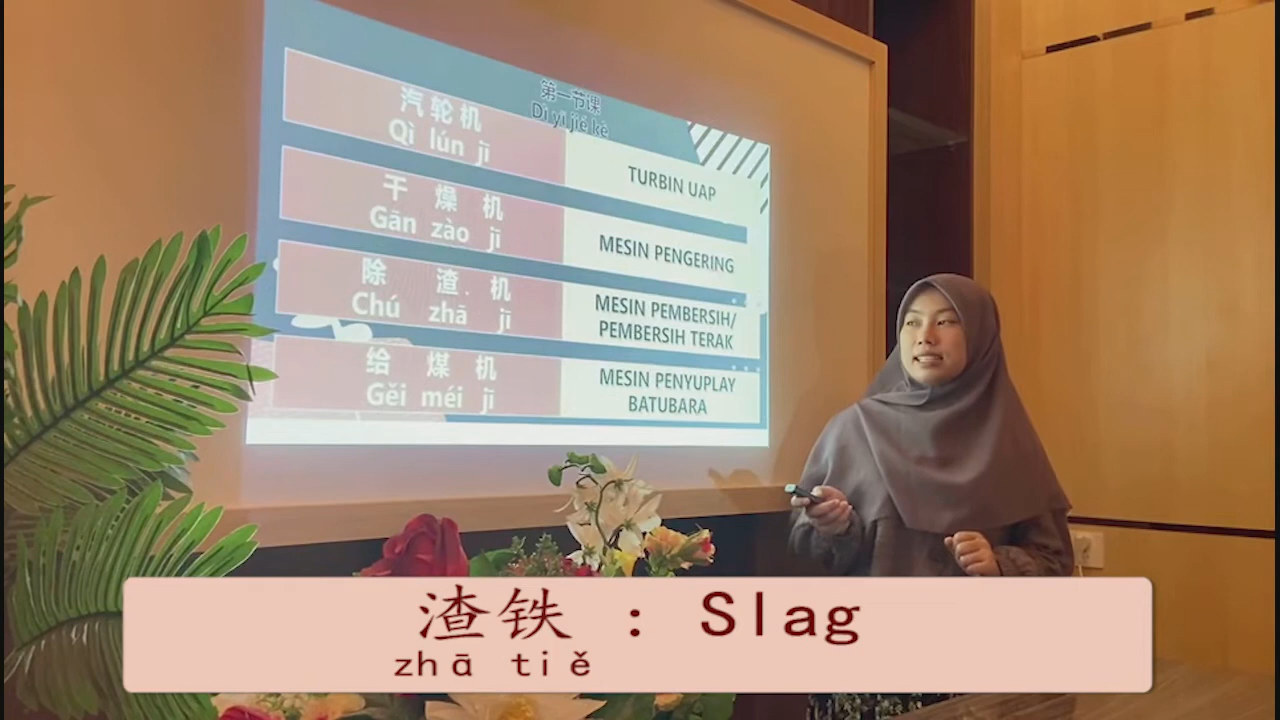 第一节课
Dì yī jié kè
汽轮机
Qì lún jī
TURBIN UAP
干燥机
Gān zào jī
MESIN PENGERING
除渣机
Chú zhā jī
MESIN PEMBERSIH/
PEMBERSIH TERAK
给煤机
Gěi méi jī
MESIN PENYUPLAY
BATUBARA
渣铁 : Slag
zhā tiě